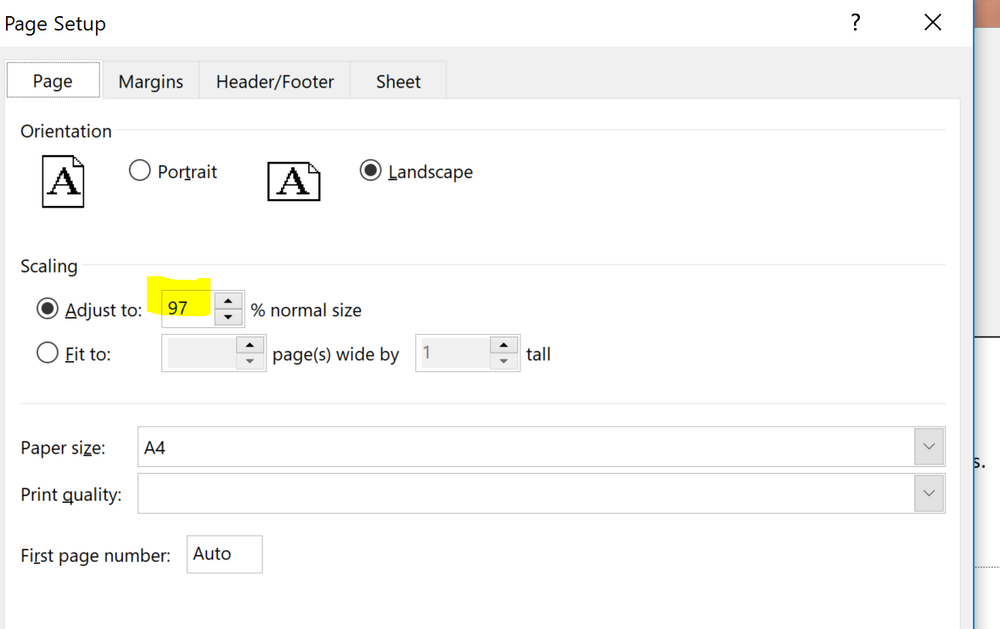 Page Setup ?
Page Margins Header/Footer Sheet
Orientation
A Portrait A Landscape
Scaling
Adjust to: 97 % normal size
Fit to: page(s) wide by 1 tall
Paper size: A4
s.
Print quality:
First page number: Auto